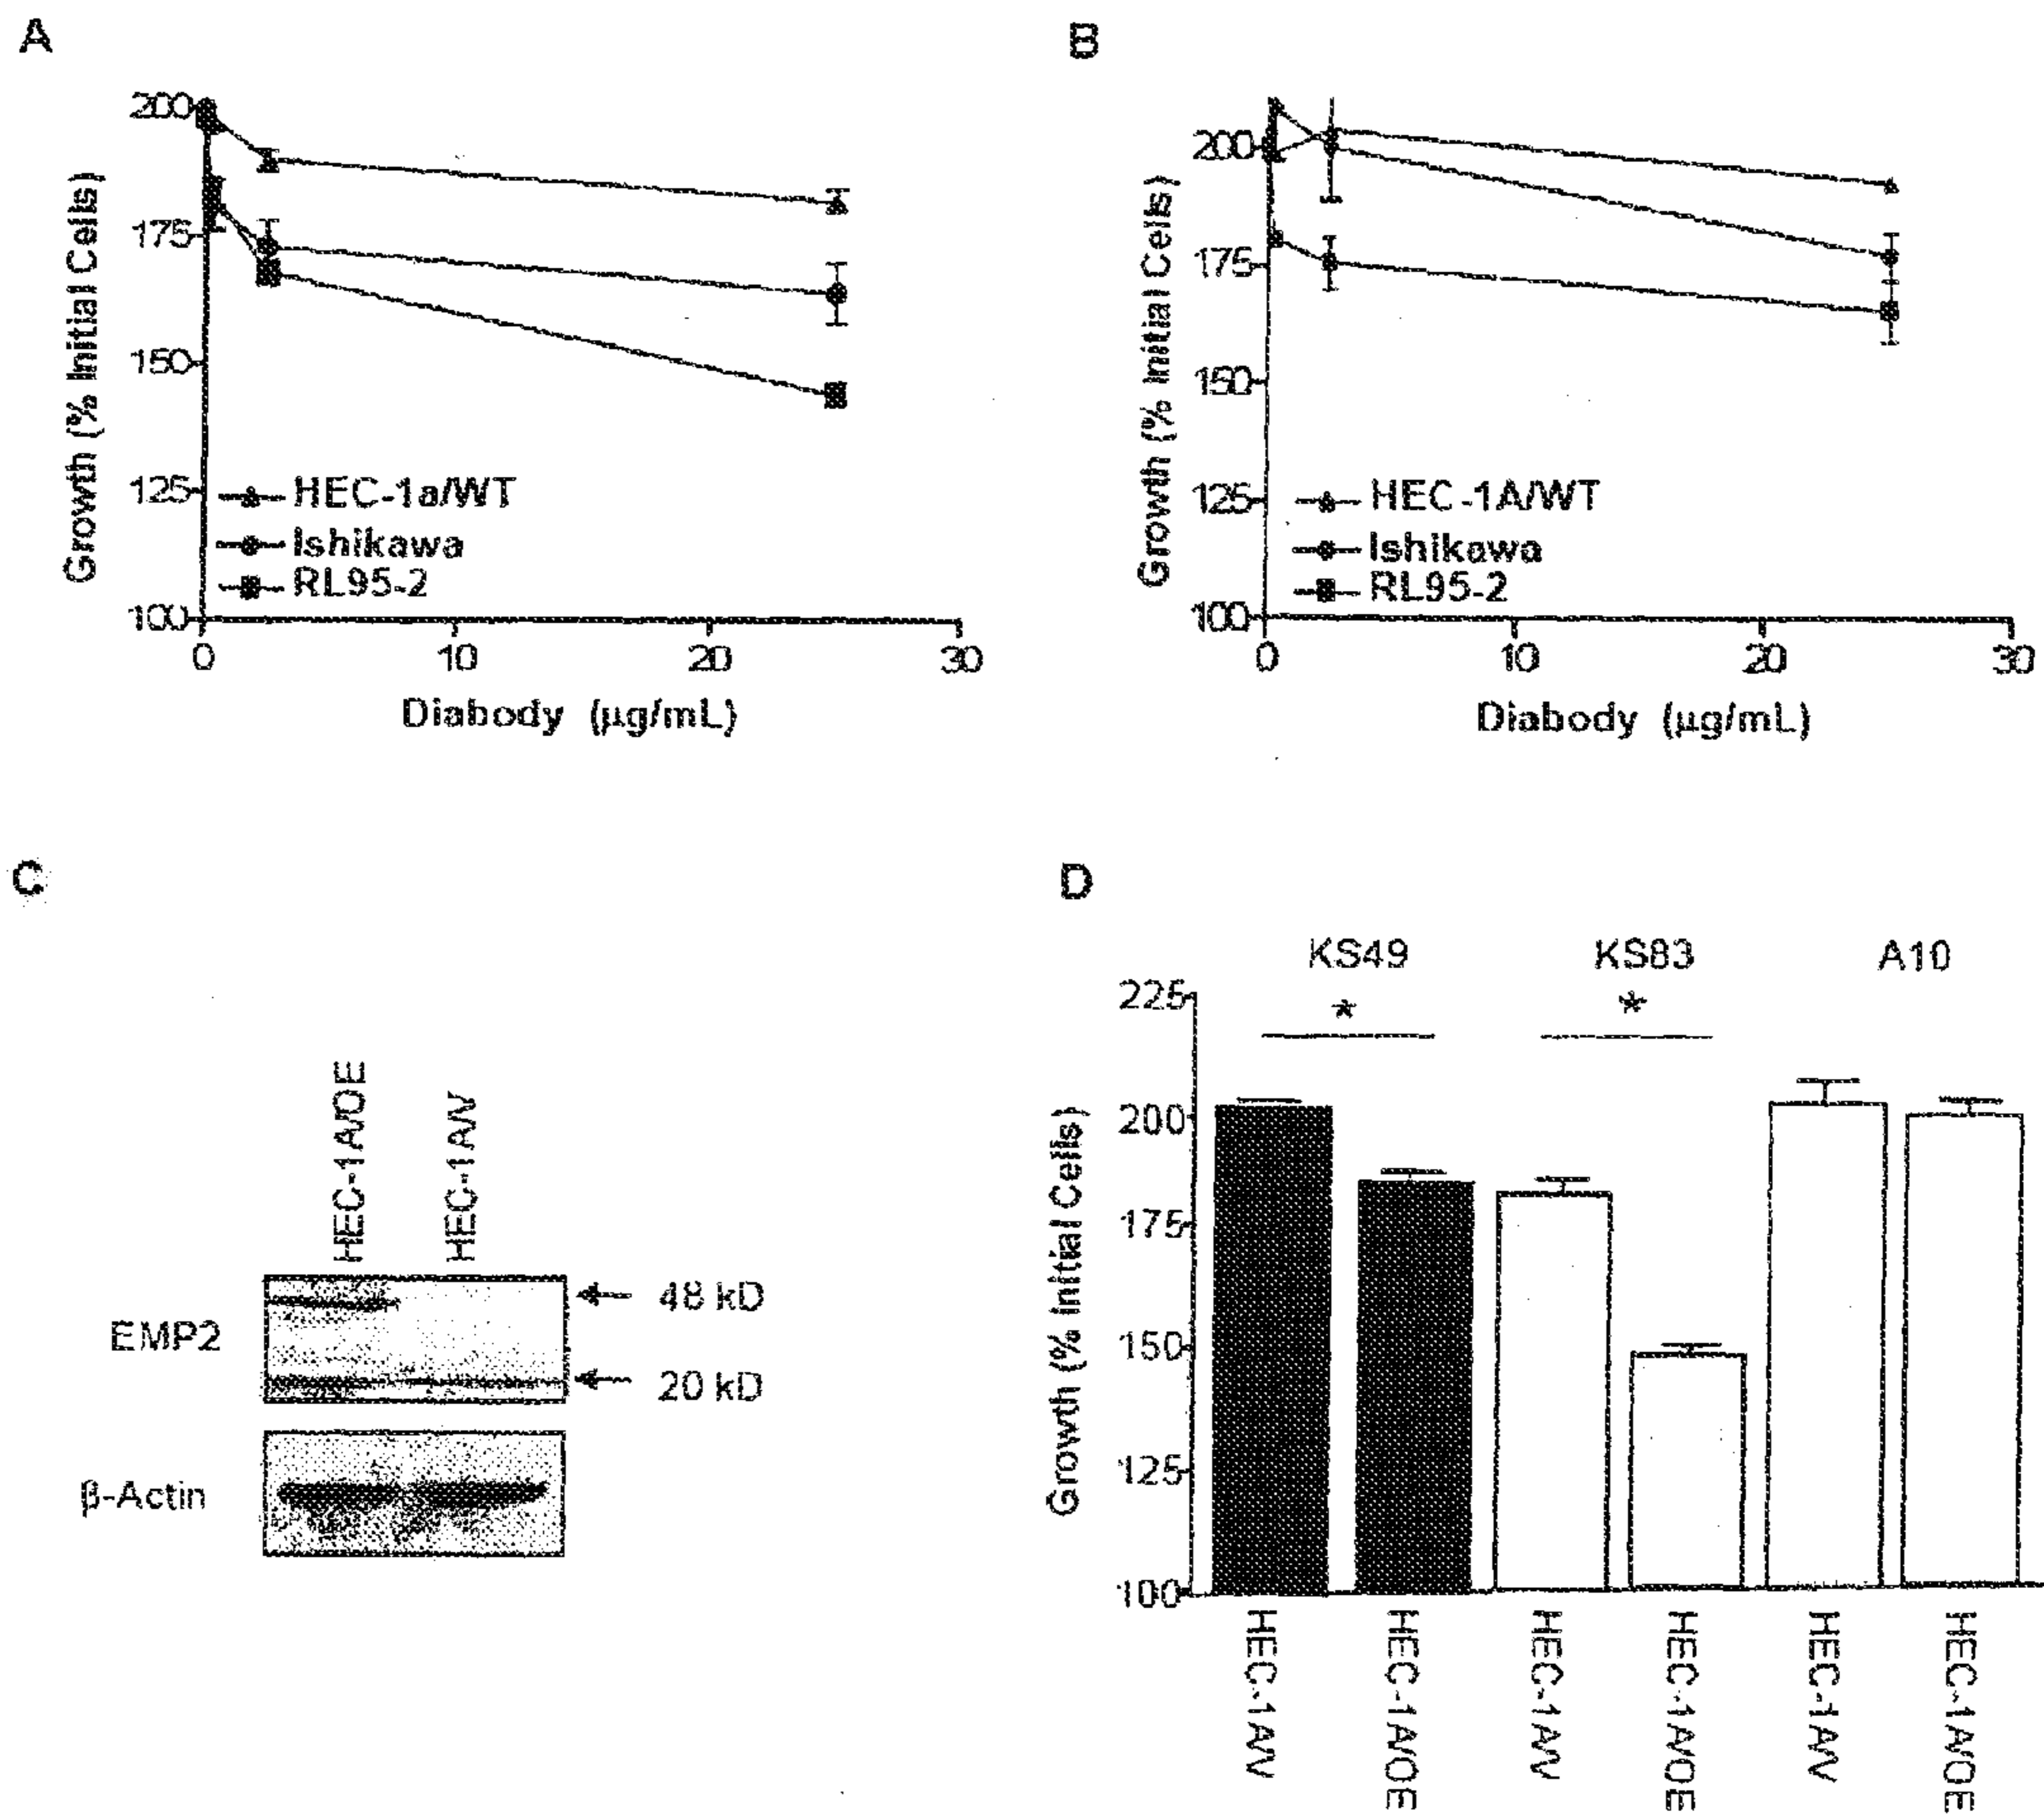 A
Growth (% Initial Cells)
200
175
150
125
100
HEC-1a/WT
Ishikawa
RL95-2
0 10 20 30
Diabody (µg/mL)
B
Growth (% Initial Cells)
200
175
150
125
100
HEC-1A/WT
Ishikawa
RL95-2
0 10 20 30
Diabody (µg/mL)
C
HEC-1A/OE
HEC-1A/V
EMP2
48 kD
20 kD
β-Actin
D
KS49 KS83 A10
* *
Growth (% Initial Cells)
225
200
175
150
125
100
HEC-1A/V
HEC-1A/OE
HEC-1A/V
HEC-1A/OE
HEC-1A/V
HEC-1A/OE